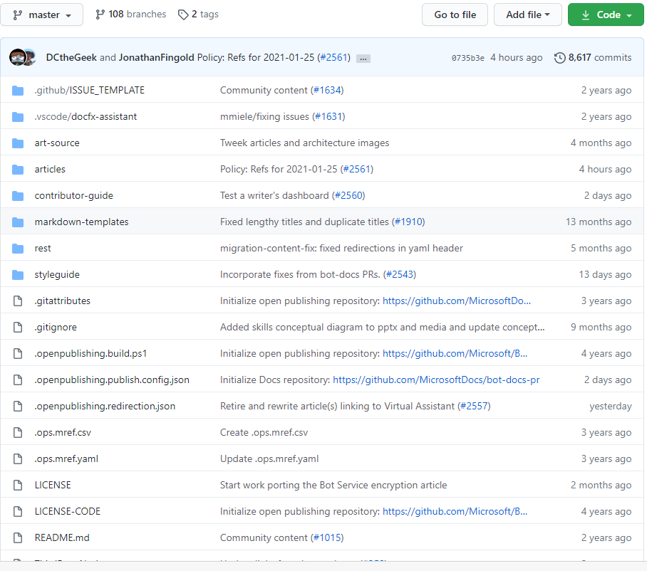 master 108 branches 2 tags Go to file Add file Code
DCtheGeek and JonathanFingold Policy: Refs for 2021-01-25 (#2561) ... 0735b3e 4 hours ago 8,617 commits
.github/ISSUE_TEMPLATE Community content (#1634) 2 years ago
.vscode/docfx-assistant mmiele/fixing issues (#1631) 2 years ago
art-source Tweek articles and architecture images 4 months ago
articles Policy: Refs for 2021-01-25 (#2561) 4 hours ago
contributor-guide Test a writer's dashboard (#2560) 2 days ago
markdown-templates Fixed lengthy titles and duplicate titles (#1910) 13 months ago
rest migration-content-fix: fixed redirections in yaml header 5 months ago
styleguide Incorporate fixes from bot-docs PRs. (#2543) 13 days ago
.gitattributes Initialize open publishing repository: https://github.com/MicrosoftDo... 3 years ago
.gitignore Added skills conceptual diagram to pptx and media and update concept... 9 months ago
.openpublishing.build.ps1 Initialize open publishing repository: https://github.com/Microsoft/B... 4 years ago
.openpublishing.publish.config.json Initialize Docs repository: https://github.com/MicrosoftDocs/bot-docs-pr 2 days ago
.openpublishing.redirection.json Retire and rewrite article(s) linking to Virtual Assistant (#2557) yesterday
.ops.mref.csv Create .ops.mref.csv 3 years ago
.ops.mref.yaml Update .ops.mref.yaml 3 years ago
LICENSE Start work porting the Bot Service encryption article 2 months ago
LICENSE-CODE Initialize open publishing repository: https://github.com/Microsoft/B... 4 years ago
README.md Community content (#1015) 2 years ago